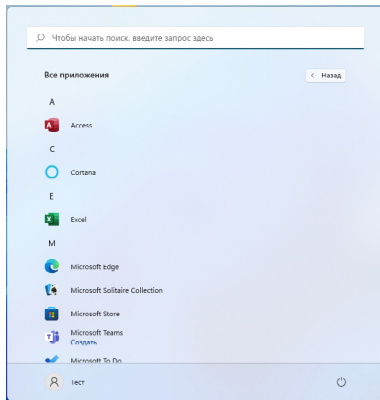 Чтобы начать поиск, введите запрос здесь
Все приложения
Назад
A
Access
C
Cortana
E
Excel
M
Microsoft Edge
Microsoft Solitaire Collection
Microsoft Store
Microsoft Teams
Создать
Microsoft To Do
Тест